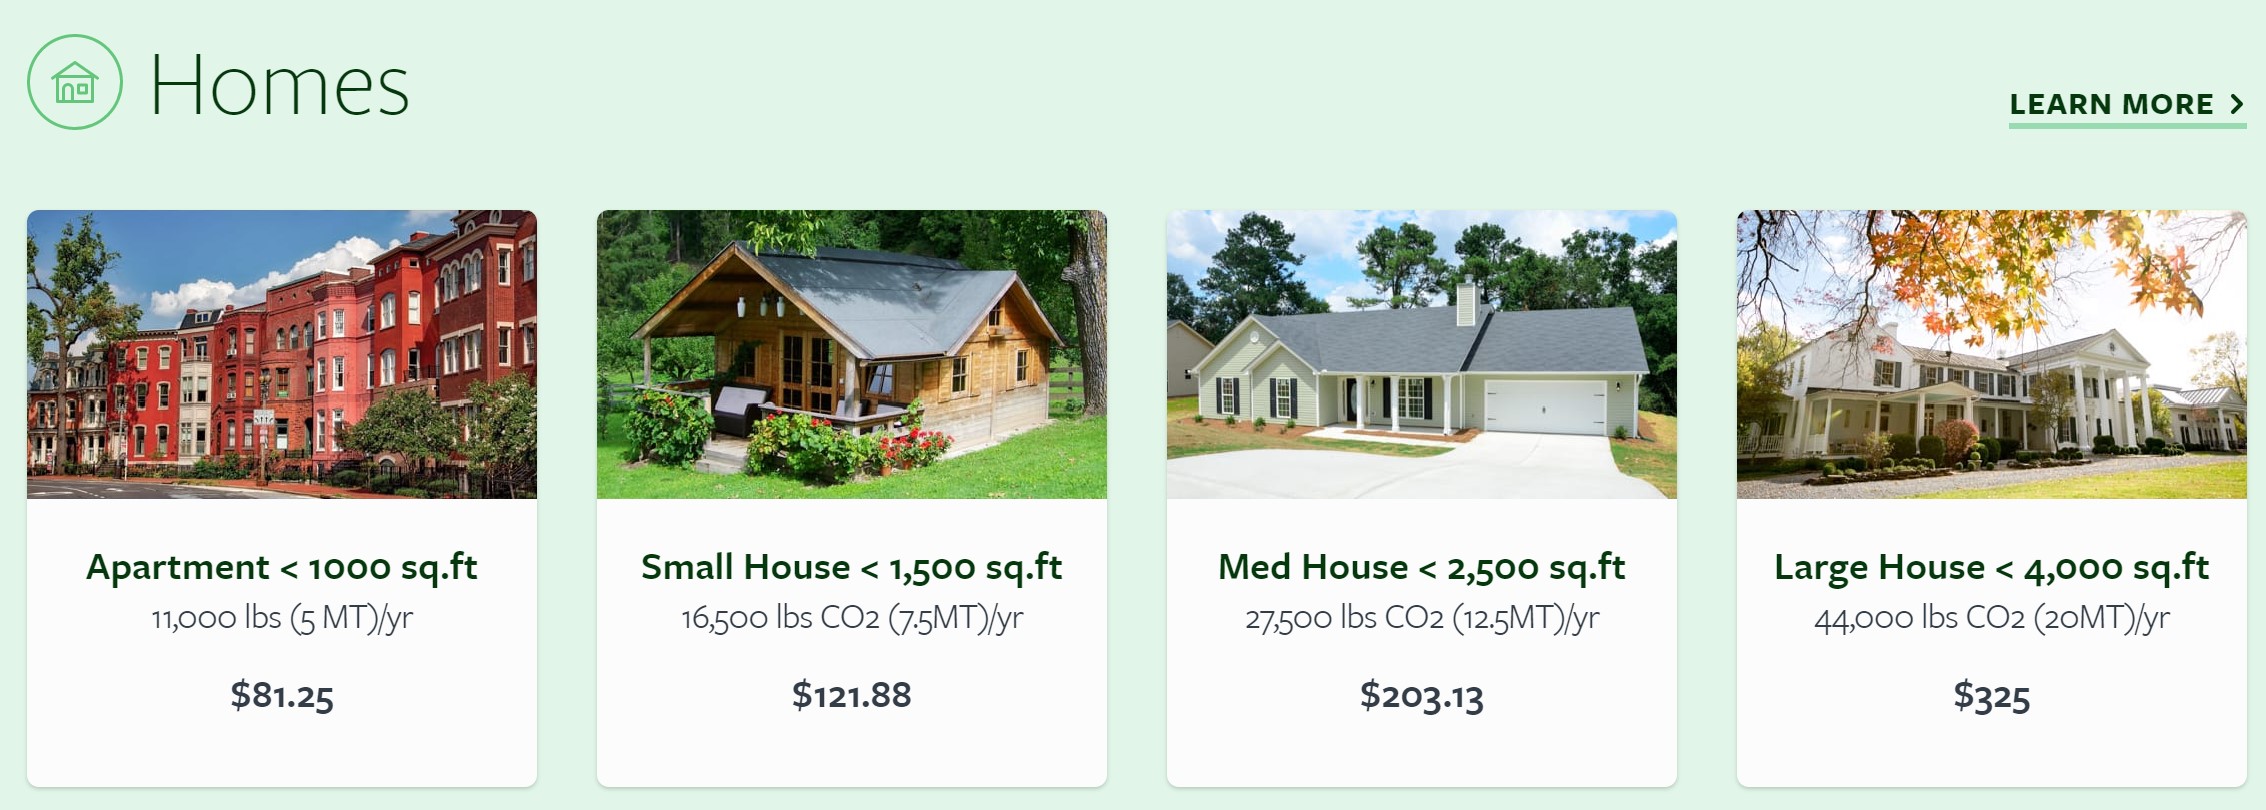 Homes
LEARN MORE >
Apartment < 1000 sq.ft
11,000 lbs (5 MT)/yr
$81.25
Small House < 1,500 sq.ft
16,500 lbs CO2 (7.5MT)/yr
$121.88
Med House < 2,500 sq.ft
27,500 lbs CO2 (12.5MT)/yr
$203.13
Large House < 4,000 sq.ft
44,000 lbs CO2 (20MT)/yr
$325